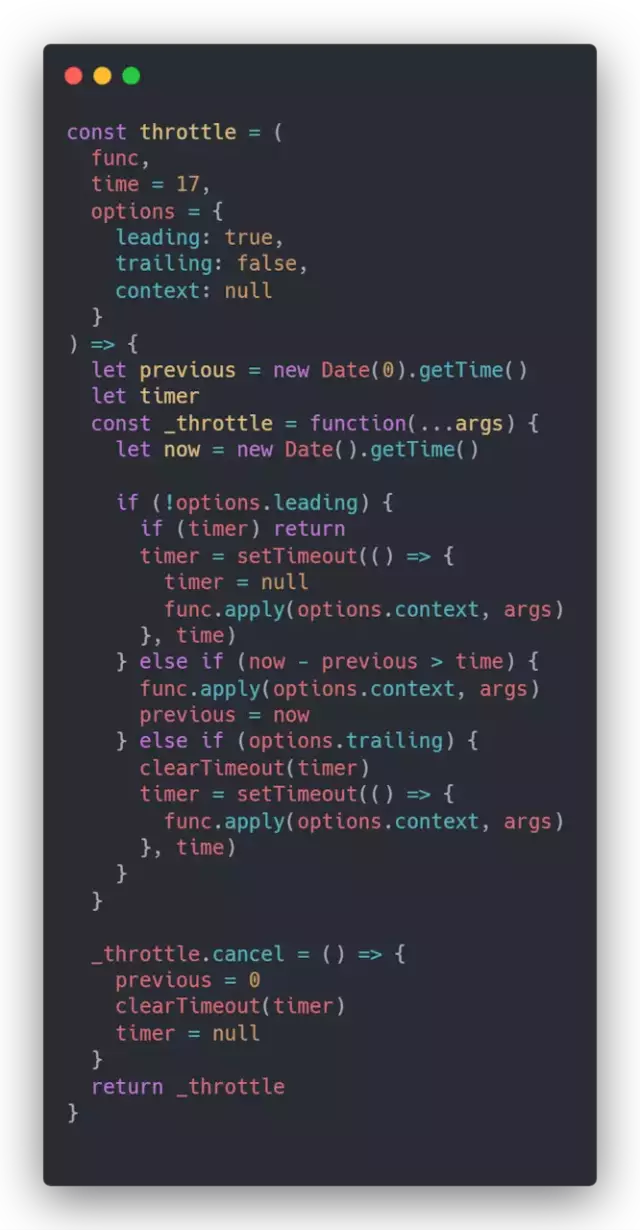 const throttle = (
  func,
  time = 17,
  options = {
    leading: true,
    trailing: false,
    context: null
  }
) => {
  let previous = new Date(0).getTime()
  let timer
  const _throttle = function(...args) {
    let now = new Date().getTime()

    if (!options.leading) {
      if (timer) return
      timer = setTimeout(() => {
        timer = null
        func.apply(options.context, args)
      }, time)
    } else if (now - previous > time) {
      func.apply(options.context, args)
      previous = now
    } else if (options.trailing) {
      clearTimeout(timer)
      timer = setTimeout(() => {
        func.apply(options.context, args)
      }, time)
    }
  }

  _throttle.cancel = () => {
    previous = 0
    clearTimeout(timer)
    timer = null
  }
  return _throttle
}